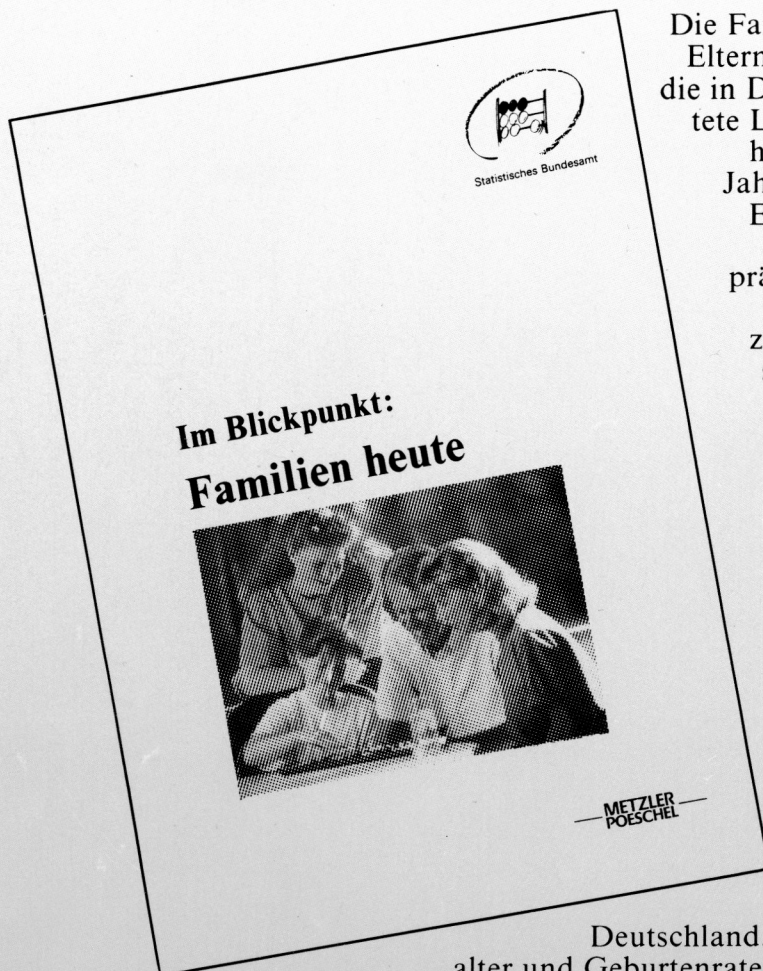 Statistisches Bundesamt
Im Blickpunkt:
Familien heute
METZLER
POESCHEL
Die Fa
Eltern
die in D
tete L
h
Jah
E
prä
z
Deutschland
alter und Geburtenrate